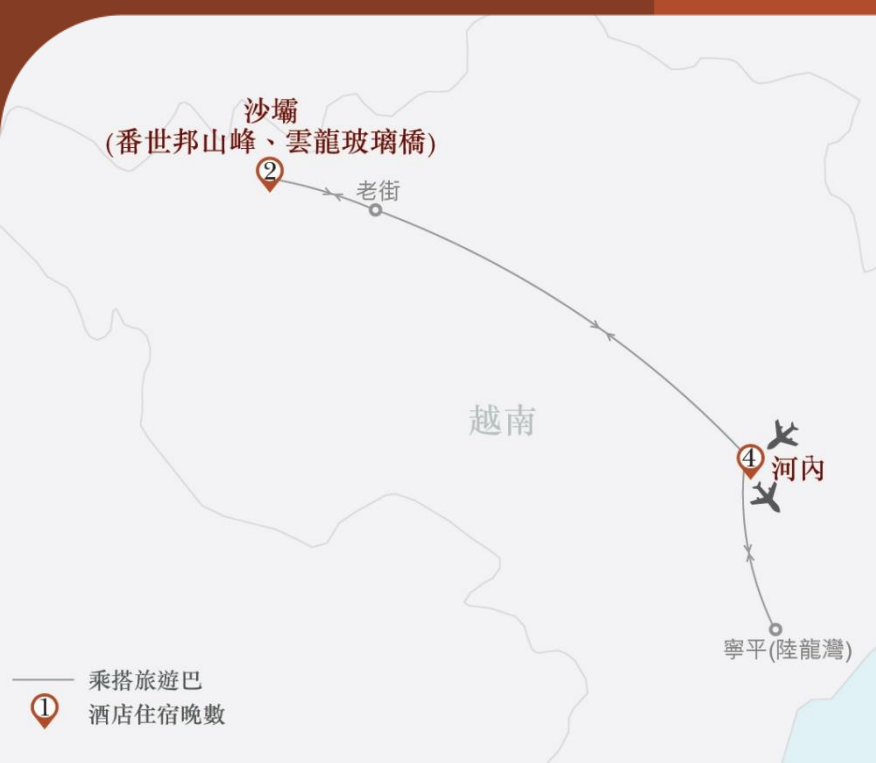 沙壩
(番世邦山峰、雲龍玻璃橋)
2
老街
越南
4
河內
寧平(陸龍灣)
乘搭旅遊巴
1
酒店住宿晚數